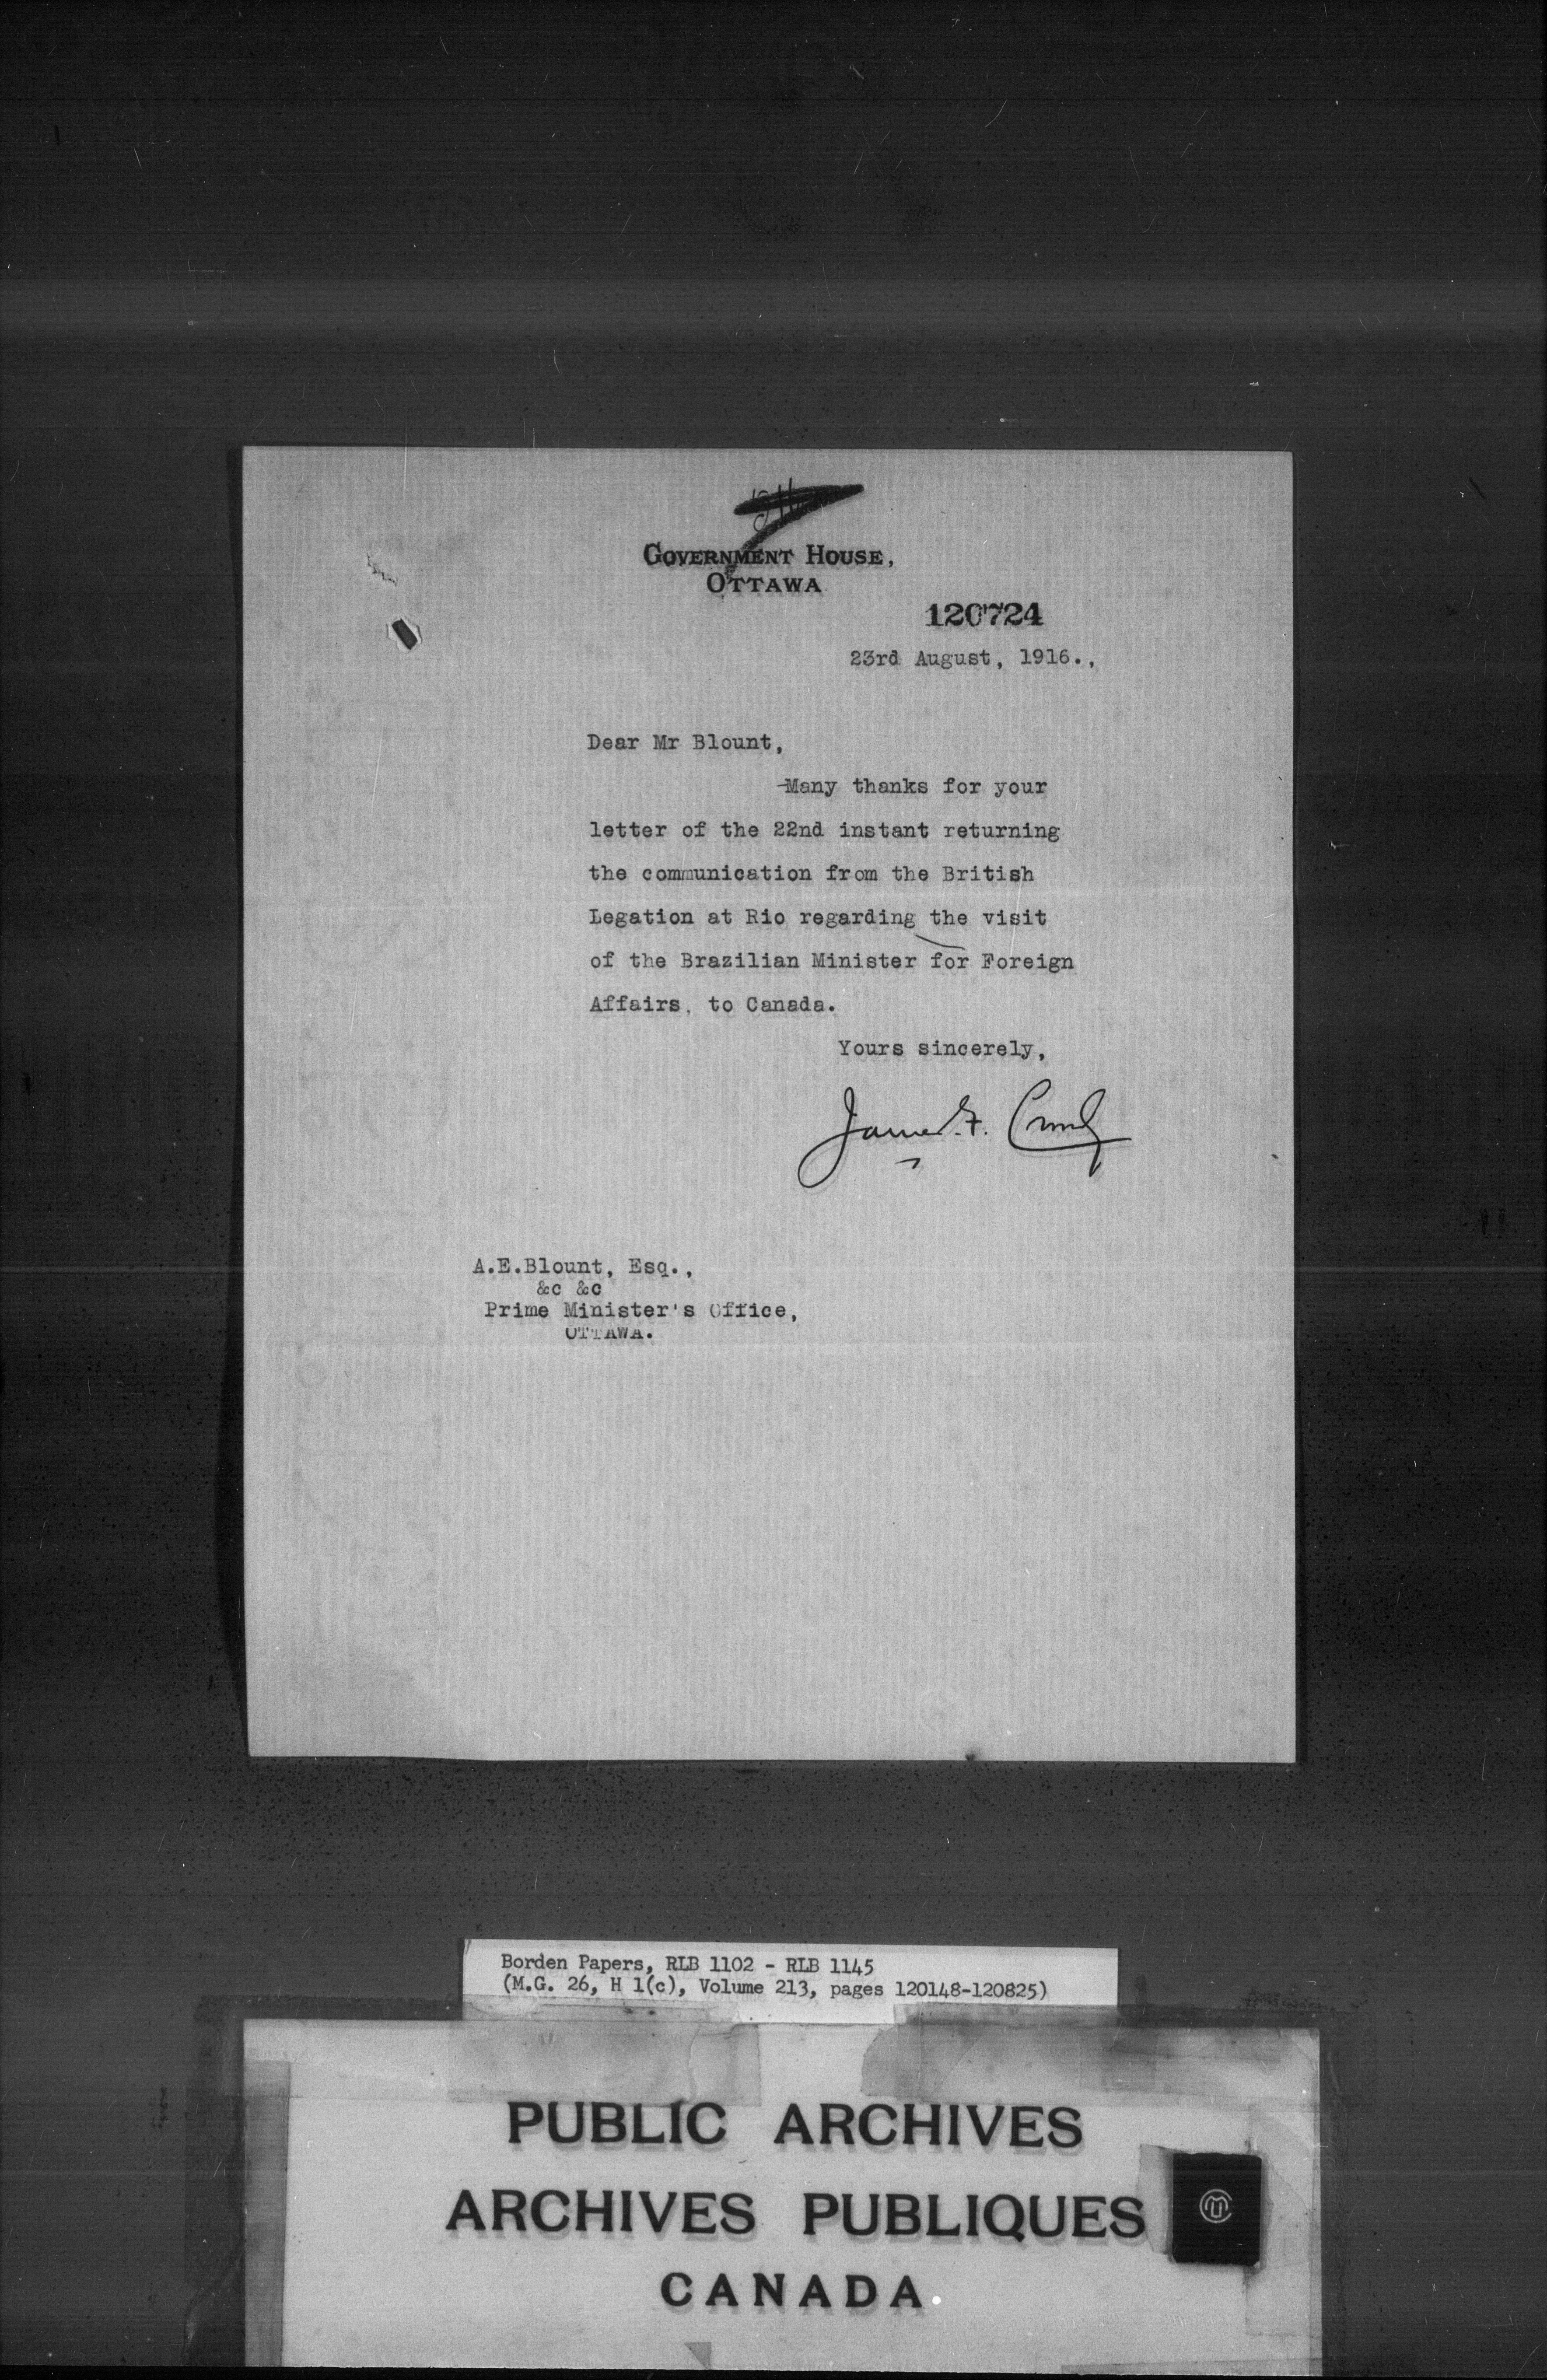 GOVERNMENT HOUSE,
OTTAWA
120724
23rd August, 1916.,
Dear Mr Blount,
-Many thanks for your
letter of the 22nd instant returning
the communication from the British
Legation at Rio regarding the visit
of the Brazilian Minister for Foreign
Affairs, to Canada.
Yours sincerely,
James F.
A.E.Blount, Esq.,
&c &c
Prime Minister's Office,
OTTAWA.
Borden Papers, RLB 1102 - RLB 1145
(M.G. 26, H 1(c), Volume 213, pages 120148-120825)
PUBLIC ARCHIVES
ARCHIVES PUBLIQUES
CANADA.